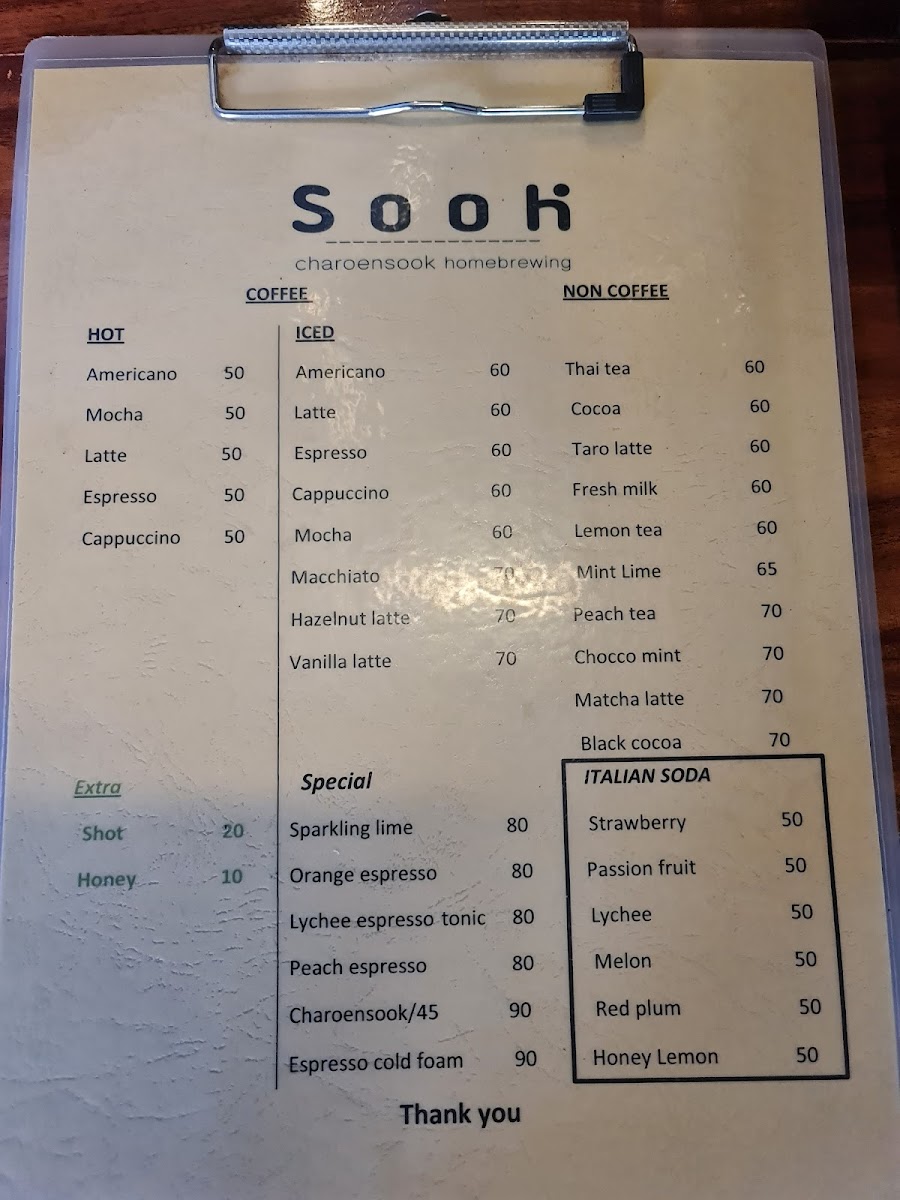 Sook
charoensook homebrewing
COFFEE
HOT
Americano 50
Mocha 50
Latte 50
Espresso 50
Cappuccino 50
Extra
Shot 20
Honey 10
ICED
Americano 60
Latte 60
Espresso 60
Cappuccino 60
Mocha 60
Macchiato 70
Hazelnut latte 70
Vanilla latte 70
Special
Sparkling lime 80
Orange espresso 80
Lychee espresso tonic 80
Peach espresso 80
Charoensook/45 90
Espresso cold foam 90
NON COFFEE
Thai tea 60
Cocoa 60
Taro latte 60
Fresh milk 60
Lemon tea 60
Mint Lime 65
Peach tea 70
Chocco mint 70
Matcha latte 70
Black cocoa 70
ITALIAN SODA
Strawberry 50
Passion fruit 50
Lychee 50
Melon 50
Red plum 50
Honey Lemon 50
Thank you